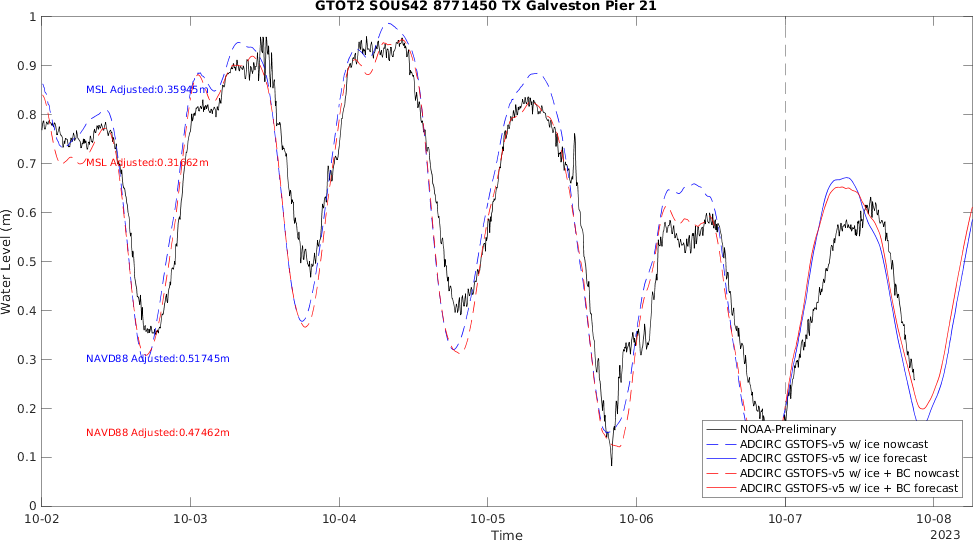 GTOT2 SOUS42 8771450 TX Galveston Pier 21
1
0.9
0.8
0.7
0.6
0.5
0.4
0.3
0.2
0.1
0
Water Level (m)
MSL Adjusted:0.35945m
MSL Adjusted:0.31662m
NAVD88 Adjusted:0.51745m
NAVD88 Adjusted:0.47462m
NOAA-Preliminary
ADCIRC GSTOFS-v5 w/ ice nowcast
ADCIRC GSTOFS-v5 w/ ice forecast
ADCIRC GSTOFS-v5 w/ ice + BC nowcast
ADCIRC GSTOFS-v5 w/ ice + BC forecast
10-02 10-03 10-04 10-05 10-06 10-07 10-08
Time
2023